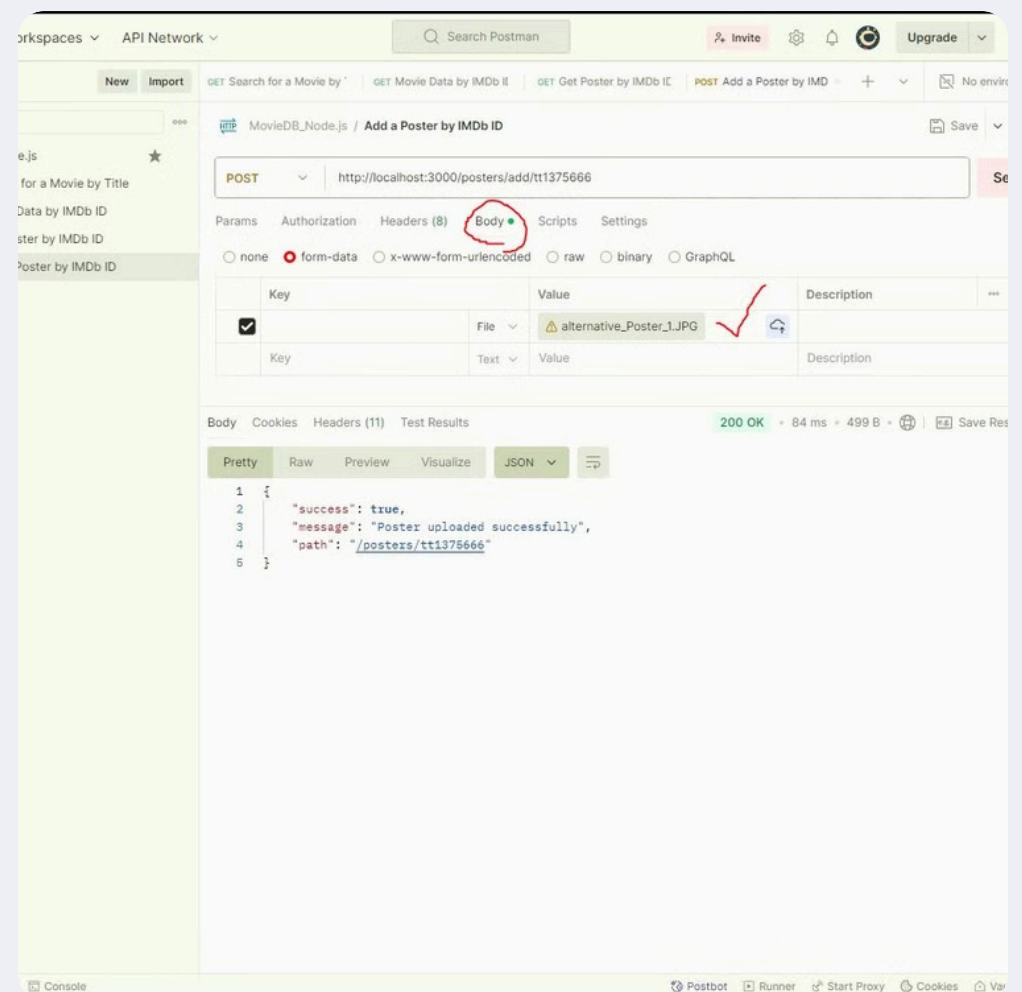 API Network
Search Postman
Invite
Upgrade
New
Import
GET Search for a Movie by
GET Movie Data by IMDb
GET Get Poster by IMDb
POST Add a Poster by IMD
No
HTTP
MovieDB_Node.js / Add a Poster by IMDb ID
Save
for a Movie by Title
by IMDb ID
by IMDb ID
Poster by IMDb ID
POST
http://localhost:3000/posters/add/tt1375666
Params
Authorization
Headers (8)
Body
Scripts
Settings
none
form-data
x-www-form-urlencoded
raw
binary
GraphQL
Key
Value
Description
File
alternative_Poster_1.JPG
Key
Text
Value
Description
Body
Cookies
Headers (11)
Test Results
200 OK
84 ms
499 B
Save
Pretty
Raw
Preview
Visualize
JSON
1 {
2 "success": true,
3 "message": "Poster uploaded successfully",
4 "path": "/posters/tt1375666"
5 }
Console
Postbot
Runner
Start Proxy
Cookies